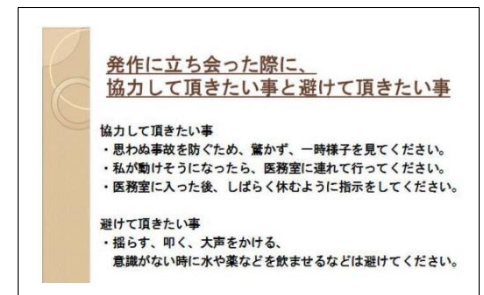 発作に立ち会った際に、
協力して頂きたい事と避けて頂きたい事
協力して頂きたい事
・思わぬ事故を防ぐため、驚かず、一時様子を見てください。
・私が動けそうになったら、医務室に連れて行ってください。
・医務室に入った後、しばらく休むように指示をしてください。
避けて頂きたい事
・揺らす、叩く、大声をかける、
意識がない時に水や薬などを飲ませるなどは避けてください。